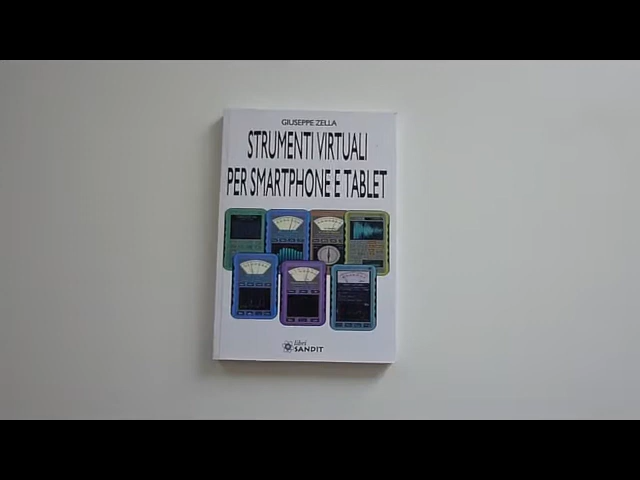 GIUSEPPE ZELLA
STRUMENTI VIRTUALI
PER SMARTPHONE E TABLET
libri
SANDIT